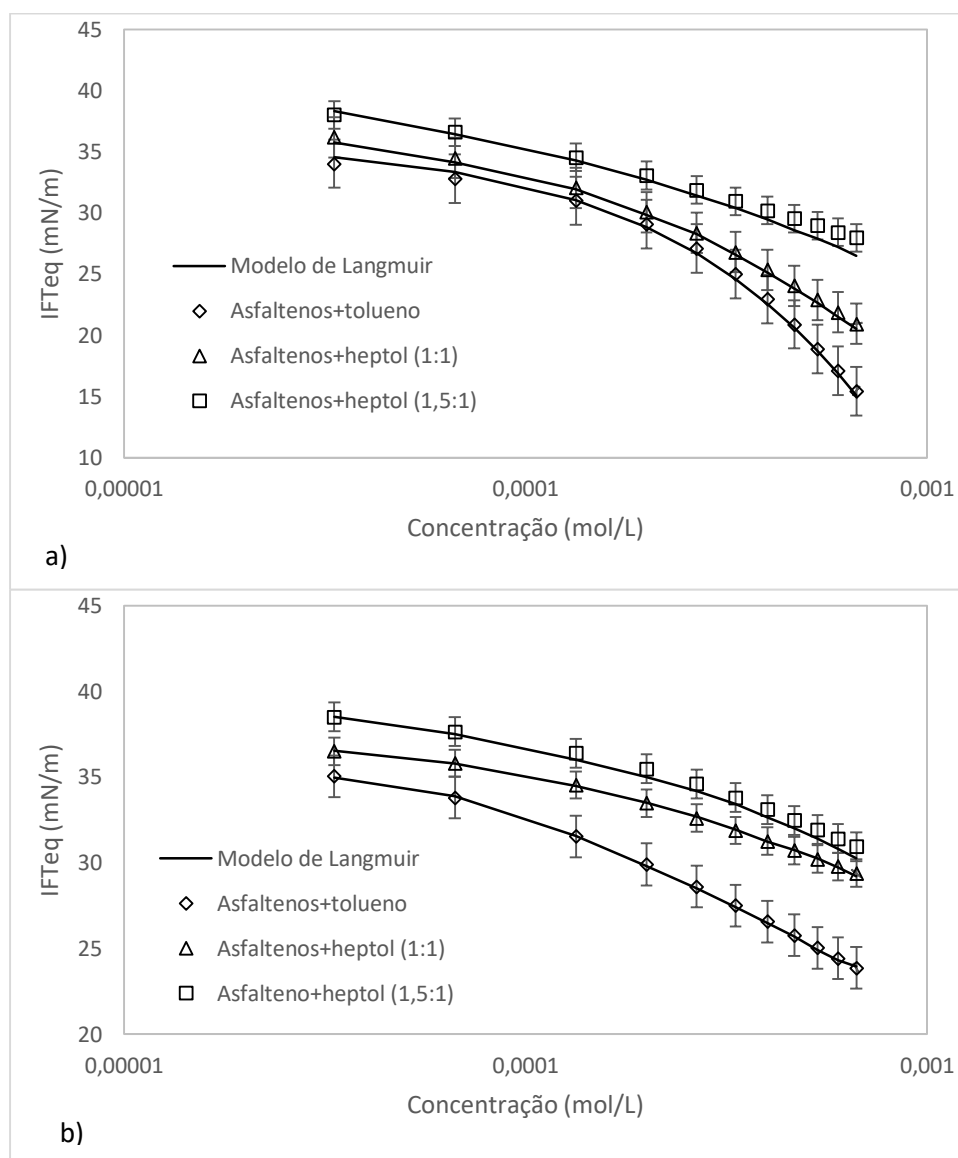 45
40
35
30
25
20
15
10
IFTeq (mN/m)
Modelo de Langmuir
Asfaltenos+tolueno
Asfaltenos+heptol (1:1)
Asfaltenos+heptol (1,5:1)
0,00001
0,0001
0,001
Concentração (mol/L)
a)
45
40
35
30
25
20
IFTeq (mN/m)
Modelo de Langmuir
Asfaltenos+tolueno
Asfaltenos+heptol (1:1)
Asfalteno+heptol (1,5:1)
0,00001
0,0001
0,001
Concentração (mol/L)
b)